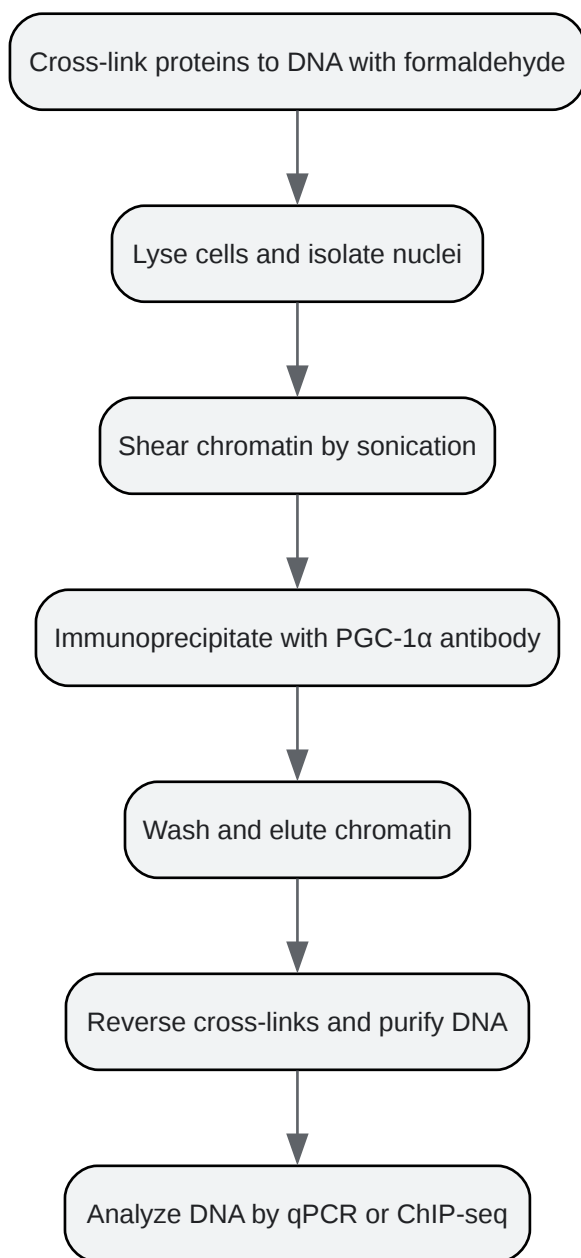 Cross-link proteins to DNA with formaldehyde
Lyse cells and isolate nuclei
Shear chromatin by sonication
Immunoprecipitate with PGC-1α antibody
Wash and elute chromatin
Reverse cross-links and purify DNA
Analyze DNA by qPCR or ChIP-seq